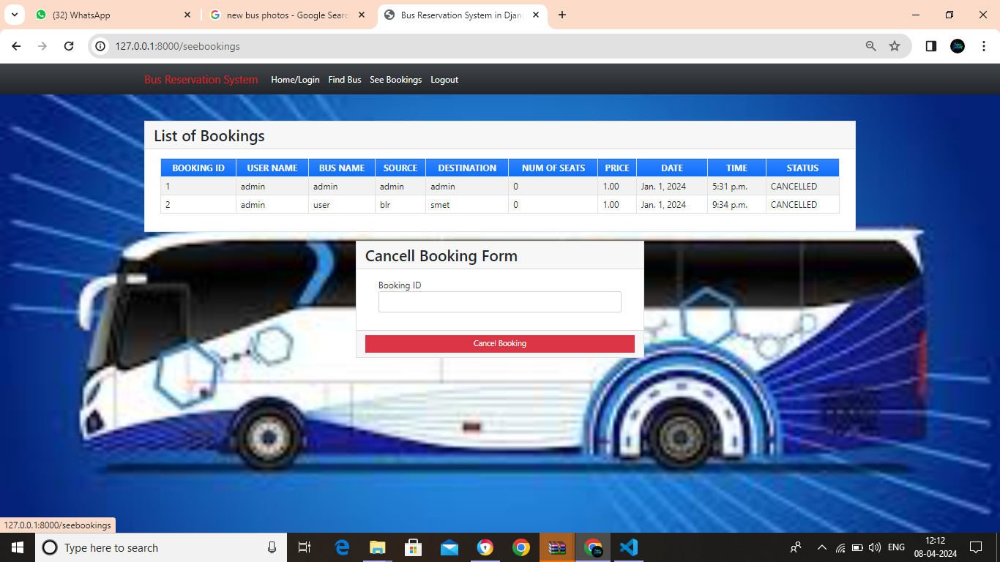 (32) WhatsApp
new bus photos - Google Searc
Bus Reservation System in Djan
127.0.0.1:8000/seebookings
Bus Reservation System Home/Login Find Bus See Bookings Logout
List of Bookings
BOOKING ID USER NAME BUS NAME SOURCE DESTINATION NUM OF SEATS PRICE DATE TIME STATUS
1 admin admin admin admin 0 1.00 Jan. 1, 2024 5:31 p.m. CANCELLED
2 admin user blr smet 0 1.00 Jan. 1, 2024 9:34 p.m. CANCELLED
Cancell Booking Form
Booking ID
Cancel Booking
127.0.0.1:8000/seebookings
Type here to search
ENG
12:12
08-04-2024